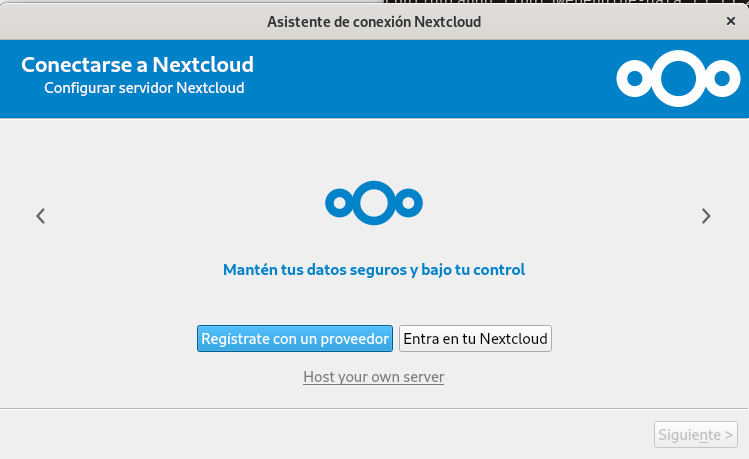 Asistente de conexión Nextcloud
Conectarse a Nextcloud
Configurar servidor Nextcloud
Mantén tus datos seguros y bajo tu control
Regístrate con un proveedor
Entra en tu Nextcloud
Host your own server
Siguiente >